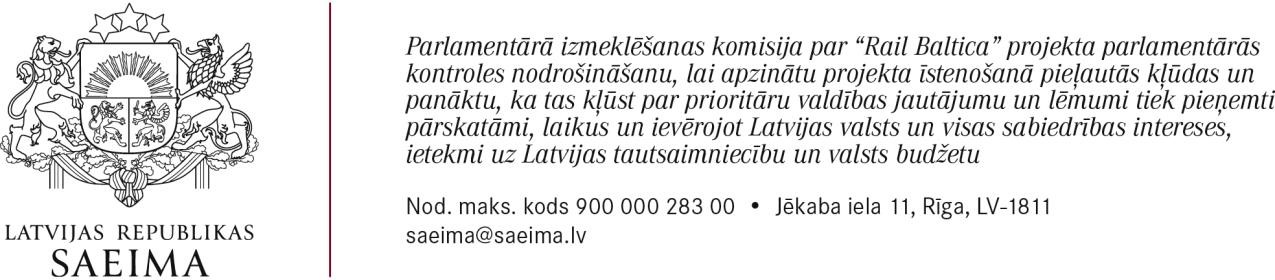 LATVIJAS REPUBLIKAS
SAEIMA
Parlamentārā izmeklēšanas komisija par “Rail Baltica” projekta parlamentārās
kontroles nodrošināšanu, lai apzinātu projekta īstenošanā pieļautās kļūdas un
panāktu, ka tas kļūst par prioritāru valdības jautājumu un lēmumi tiek pieņemti
pārskatāmi, laikus un ievērojot Latvijas valsts un visas sabiedrības intereses,
ietekmi uz Latvijas tautsaimniecību un valsts budžetu
Nod. maks. kods 900 000 283 00 • Jēkaba iela 11, Rīga, LV-1811
saeima@saeima.lv